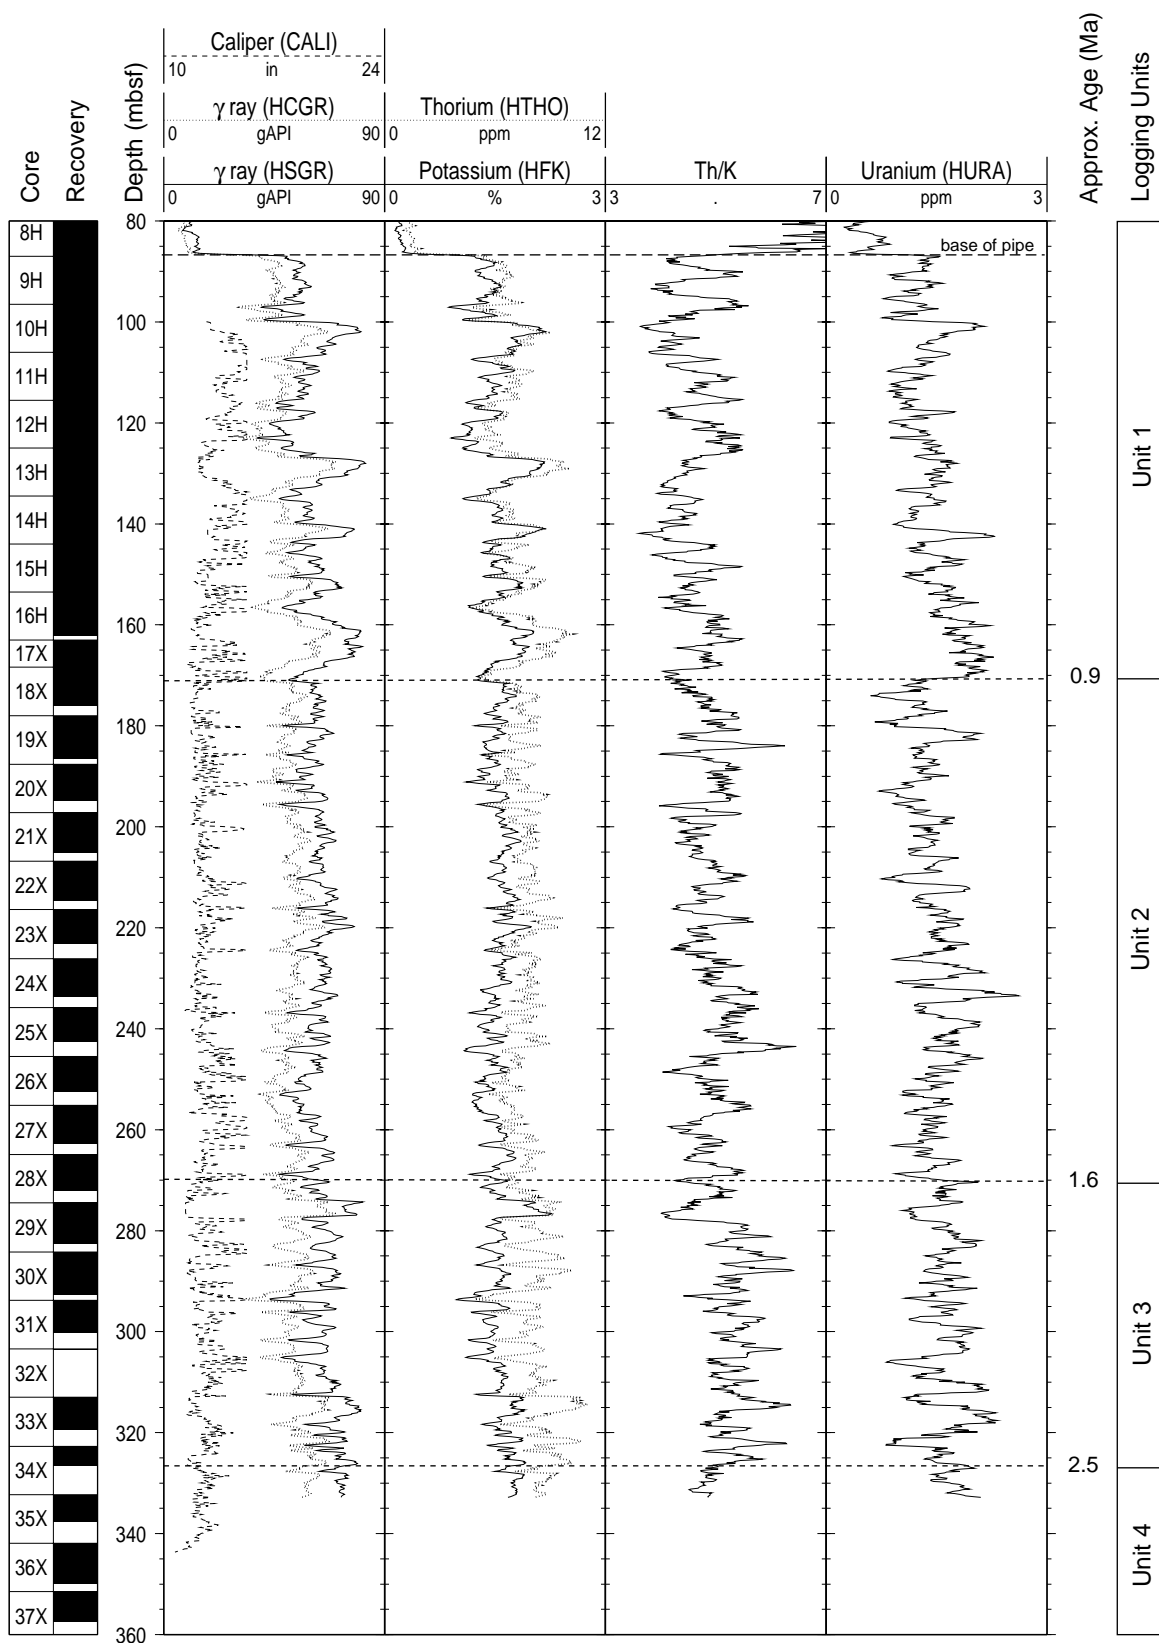 Caliper (CALI)
10 in 24
γ ray (HCGR) Thorium (HTHO)
0 gAPI 90 0 ppm 12
Core Recovery Depth (mbsf) γ ray (HSGR) Potassium (HFK) Th/K Uranium (HURA) Approx. Age (Ma) Logging Units
0 gAPI 90 0 % 3 3 . 7 0 ppm 3
80
8H
base of pipe
9H
100
10H
11H
120
12H
Unit 1
13H
140
14H
15H
16H
160
17X
0.9
18X
180
19X
20X
200
21X
22X
220
23X
Unit 2
24X
240
25X
26X
260
27X
28X
1.6
280
29X
30X
300
31X
Unit 3
32X
33X
320
34X
2.5
35X
340
Unit 4
36X
37X
360